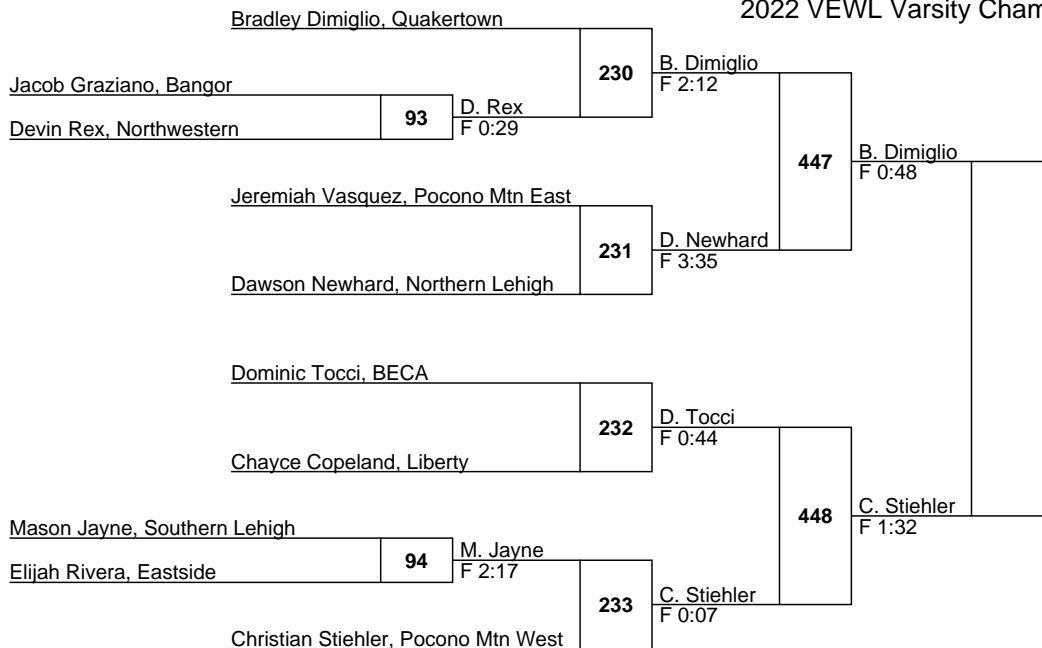 2022 VEWL Varsity Cham
Bradley Dimiglio, Quakertown
230
B. Dimiglio
F 2:12
Jacob Graziano, Bangor
93
D. Rex
F 0:29
Devin Rex, Northwestern
447
B. Dimiglio
F 0:48
Jeremiah Vasquez, Pocono Mtn East
231
D. Newhard
F 3:35
Dawson Newhard, Northern Lehigh
Dominic Tocci, BECA
232
D. Tocci
F 0:44
Chayce Copeland, Liberty
448
C. Stiehler
F 1:32
Mason Jayne, Southern Lehigh
94
M. Jayne
F 2:17
Elijah Rivera, Eastside
233
C. Stiehler
F 0:07
Christian Stiehler, Pocono Mtn West